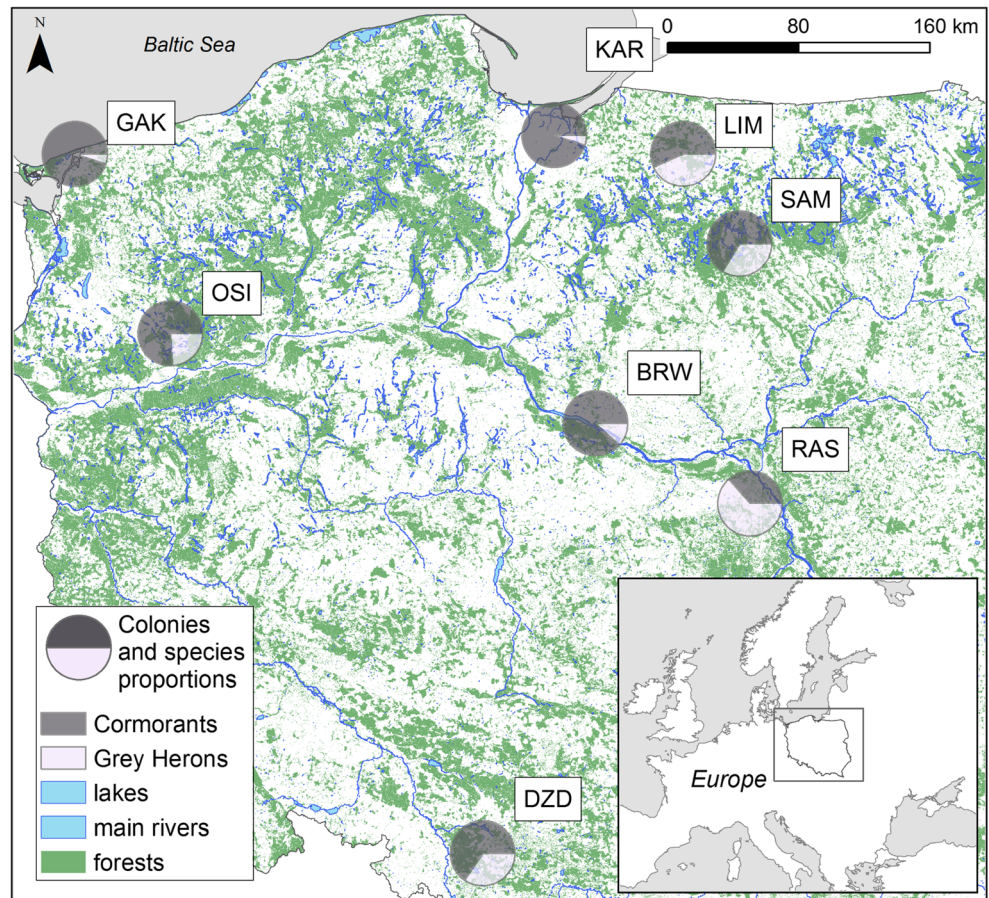 N
Baltic Sea
KAR
0 80 160 km
GAK
LIM
SAM
OSI
BRW
RAS
Colonies
and species
proportions
Cormorants
Grey Herons
lakes
main rivers
forests
DZD
Europe